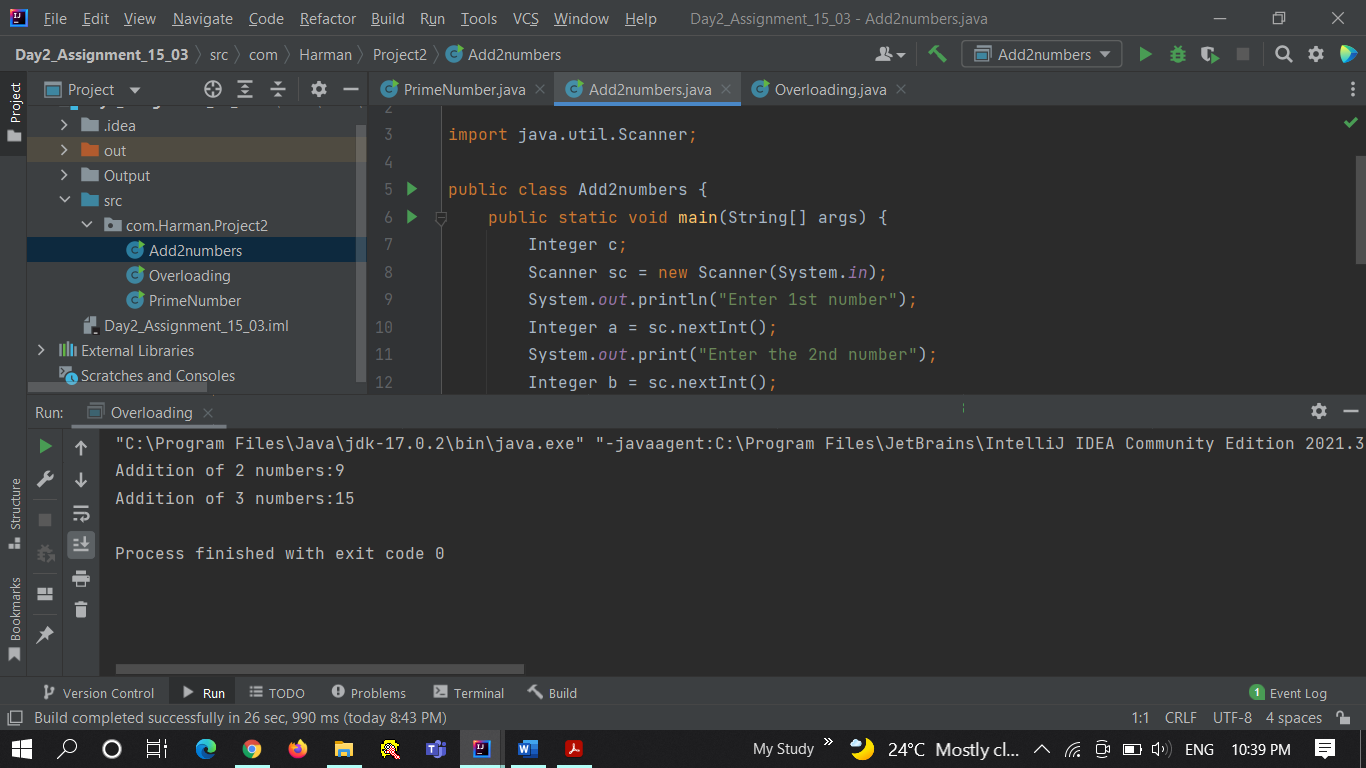 File Edit View Navigate Code Refactor Build Run Tools VCS Window Help Day2_Assignment_15_03 - Add2numbers.java
Day2_Assignment_15_03 src com Harman Project2 Add2numbers Add2numbers
Project
Project PrimeNumber.java Add2numbers.java Overloading.java
.idea
out
Output
src
com.Harman.Project2
Add2numbers
Overloading
PrimeNumber
Day2_Assignment_15_03.iml
External Libraries
Scratches and Consoles
2
3 import java.util.Scanner;
4
5 public class Add2numbers {
6 public static void main(String[] args) {
7 Integer c;
8 Scanner sc = new Scanner(System.in);
9 System.out.println("Enter 1st number");
10 Integer a = sc.nextInt();
11 System.out.print("Enter the 2nd number");
12 Integer b = sc.nextInt();
Run: Overloading
"C:\Program Files\Java\jdk-17.0.2\bin\java.exe" "-javaagent:C:\Program Files\JetBrains\IntelliJ IDEA Community Edition 2021.3
Addition of 2 numbers:9
Addition of 3 numbers:15
Process finished with exit code 0
Structure
Bookmarks
Version Control Run TODO Problems Terminal Build 1 Event Log
Build completed successfully in 26 sec, 990 ms (today 8:43 PM) 1:1 CRLF UTF-8 4 spaces
My Study » 24°C Mostly cl... ENG 10:39 PM